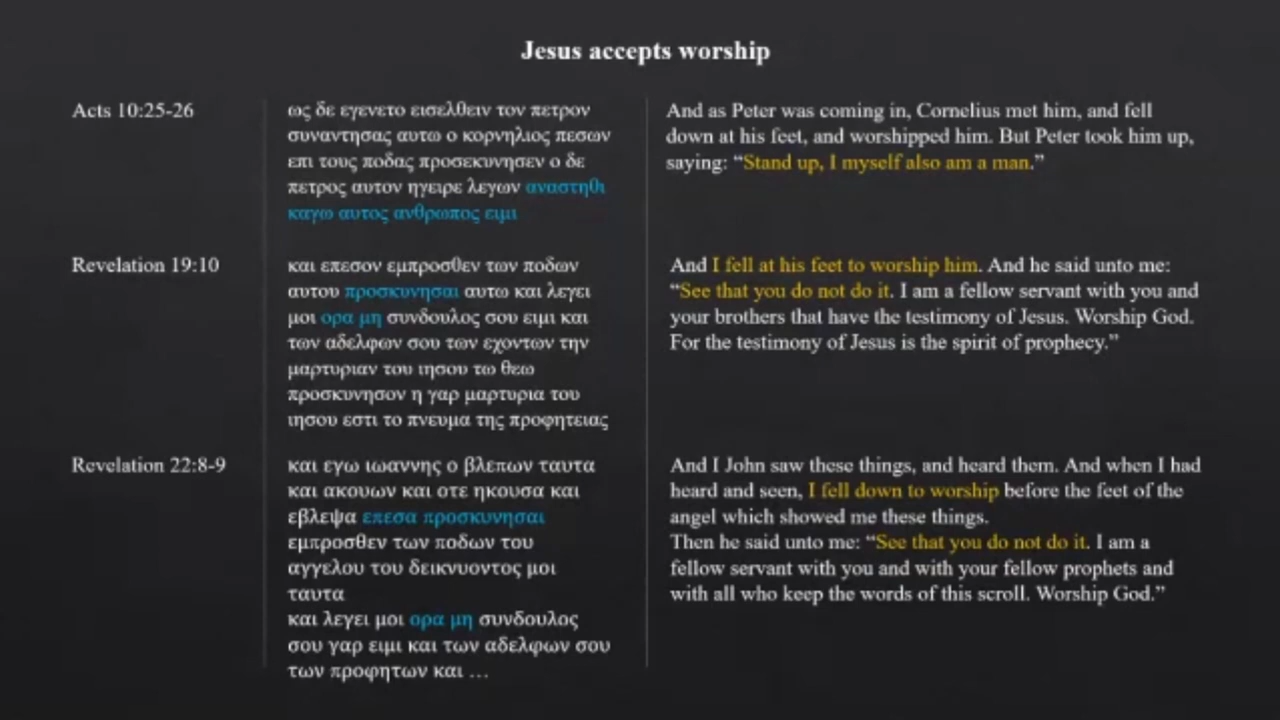 Jesus accepts worship
Acts 10:25-26
ως δε εγενετο εισελθειν τον πετρον
συναντησας αυτω ο κορνηλιος πεσων
επι τους ποδας προσεκυνησεν ο δε
πετρος αυτον ηγειρε λεγων αναστηθι
καγω αυτος ανθρωπος ειμι
And as Peter was coming in, Cornelius met him, and fell
down at his feet, and worshipped him. But Peter took him up,
saying: “Stand up, I myself also am a man.”
Revelation 19:10
και επεσον εμπροσθεν των ποδων
αυτου προσκυνησαι αυτω και λεγει
μοι ορα μη συνδουλος σου ειμι και
των αδελφων σου των εχοντων την
μαρτυριαν του ιησου τω θεω
προσκυνησον η γαρ μαρτυρια του
ιησου εστι το πνευμα της προφητειας
And I fell at his feet to worship him. And he said unto me:
“See that you do not do it. I am a fellow servant with you and
your brothers that have the testimony of Jesus. Worship God.
For the testimony of Jesus is the spirit of prophecy.”
Revelation 22:8-9
και εγω ιωαννης ο βλεπων ταυτα
και ακουων και οτε ηκουσα και
εβλεψα επεσα προσκυνησαι
εμπροσθεν των ποδων του
αγγελου του δεικνυοντος μοι
ταυτα
και λεγει μοι ορα μη συνδουλος
σου γαρ ειμι και των αδελφων σου
των προφητων και …
And I John saw these things, and heard them. And when I had
heard and seen, I fell down to worship before the feet of the
angel which showed me these things.
Then he said unto me: “See that you do not do it. I am a
fellow servant with you and with your fellow prophets and
with all who keep the words of this scroll. Worship God.”